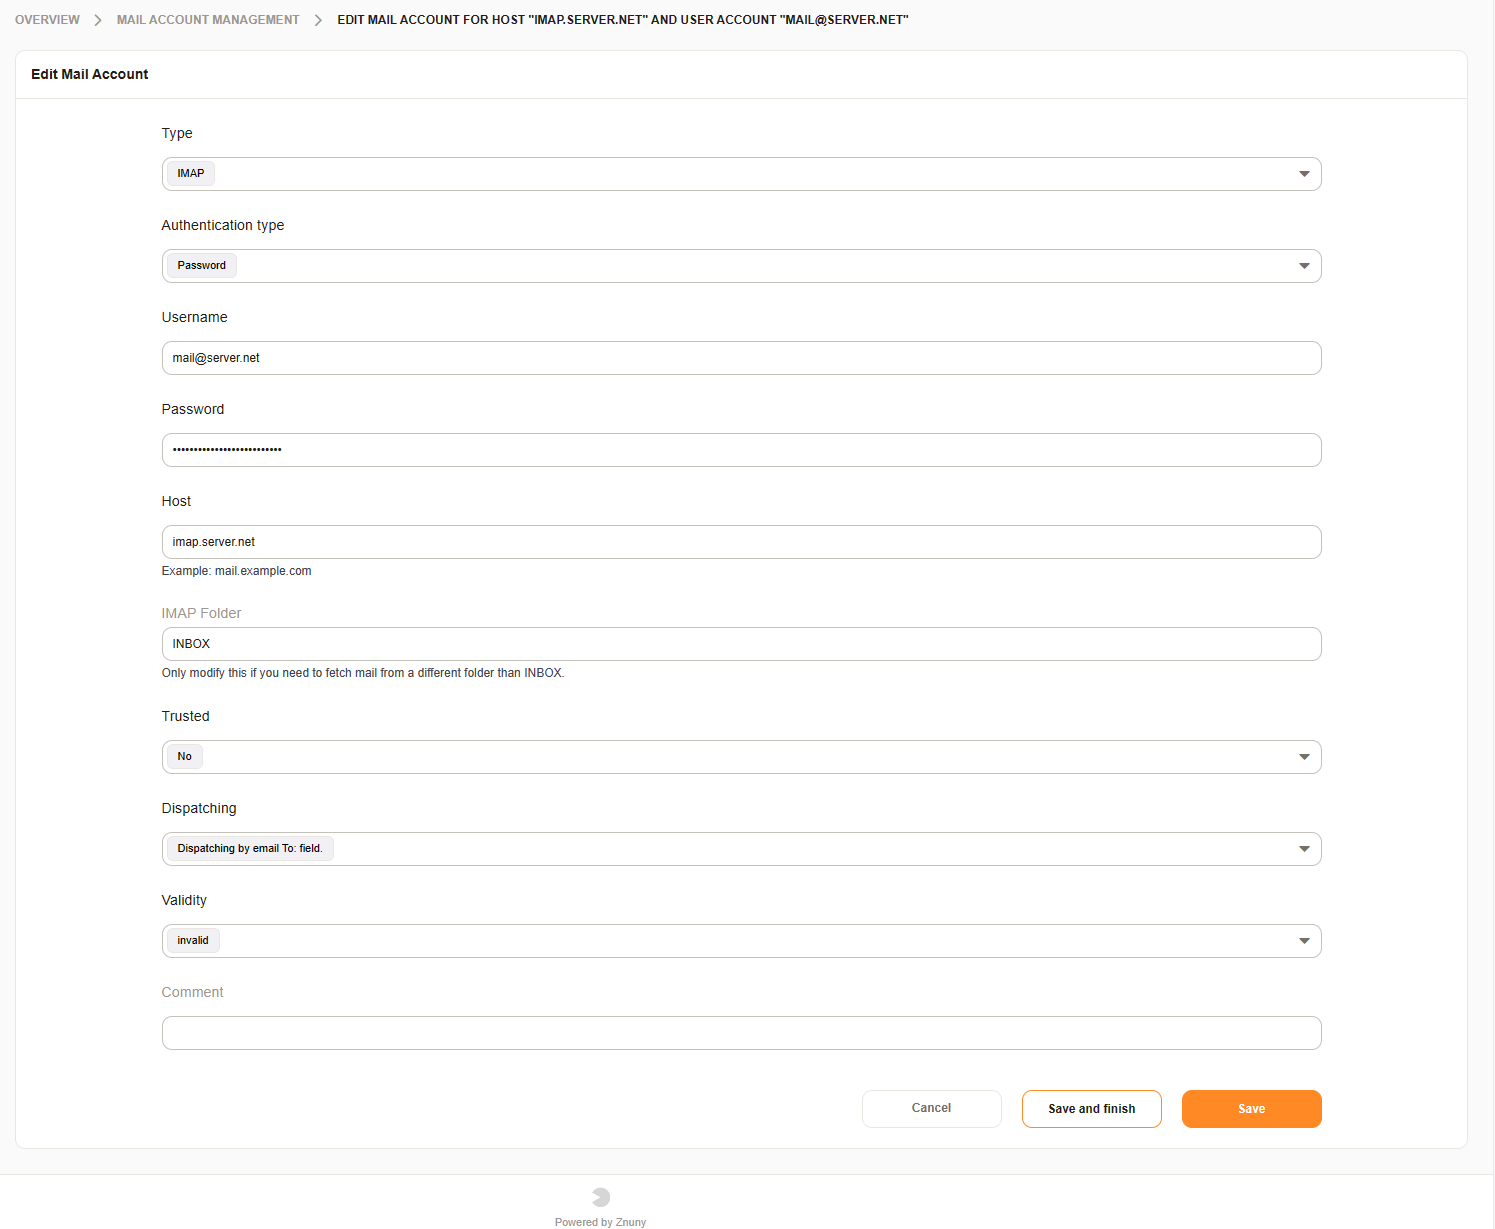 OVERVIEW > MAIL ACCOUNT MANAGEMENT > EDIT MAIL ACCOUNT FOR HOST "IMAP.SERVER.NET" AND USER ACCOUNT "MAIL@SERVER.NET"
Edit Mail Account
Type
IMAP
Authentication type
Password
Username
mail@server.net
Password
••••••••••••••••••••••••••
Host
imap.server.net
Example: mail.example.com
IMAP Folder
INBOX
Only modify this if you need to fetch mail from a different folder than INBOX.
Trusted
No
Dispatching
Dispatching by email To: field.
Validity
invalid
Comment
Cancel Save and finish Save
Powered by Znuny